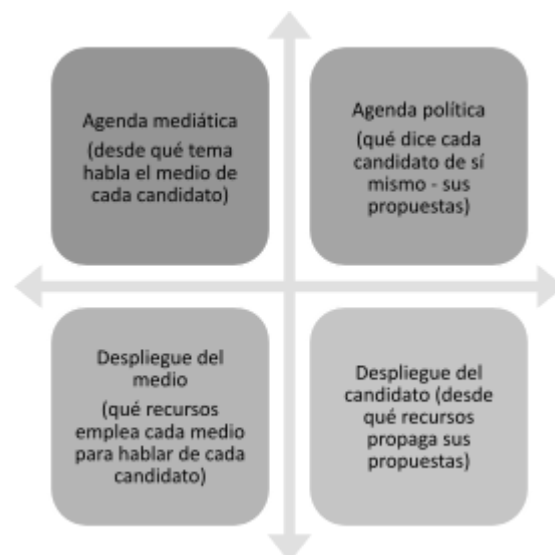 Agenda mediática
(desde qué tema
habla el medio de
cada candidato)
Agenda política
(qué dice cada
candidato de sí
mismo - sus
propuestas)
Despliegue del
medio
(qué recursos
emplea cada medio
para hablar de cada
candidato)
Despliegue del
candidato (desde
qué recursos
propaga sus
propuestas)